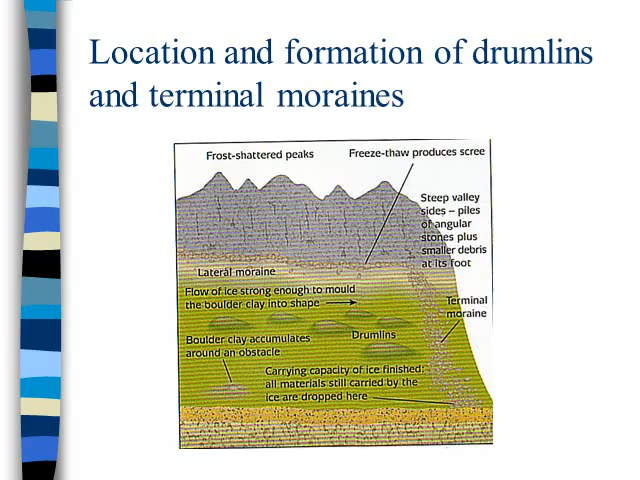 Location and formation of drumlins
and terminal moraines
Frost-shattered peaks
Freeze-thaw produces scree
Steep valley
sides – piles
of angular
stones plus
smaller debris
at its foot
Lateral moraine
Flow of ice strong enough to mould
the boulder clay into shape
Terminal
moraine
Drumlins
Boulder clay accumulates
around an obstacle
Carrying capacity of ice finished:
all materials still carried by the
ice are dropped here